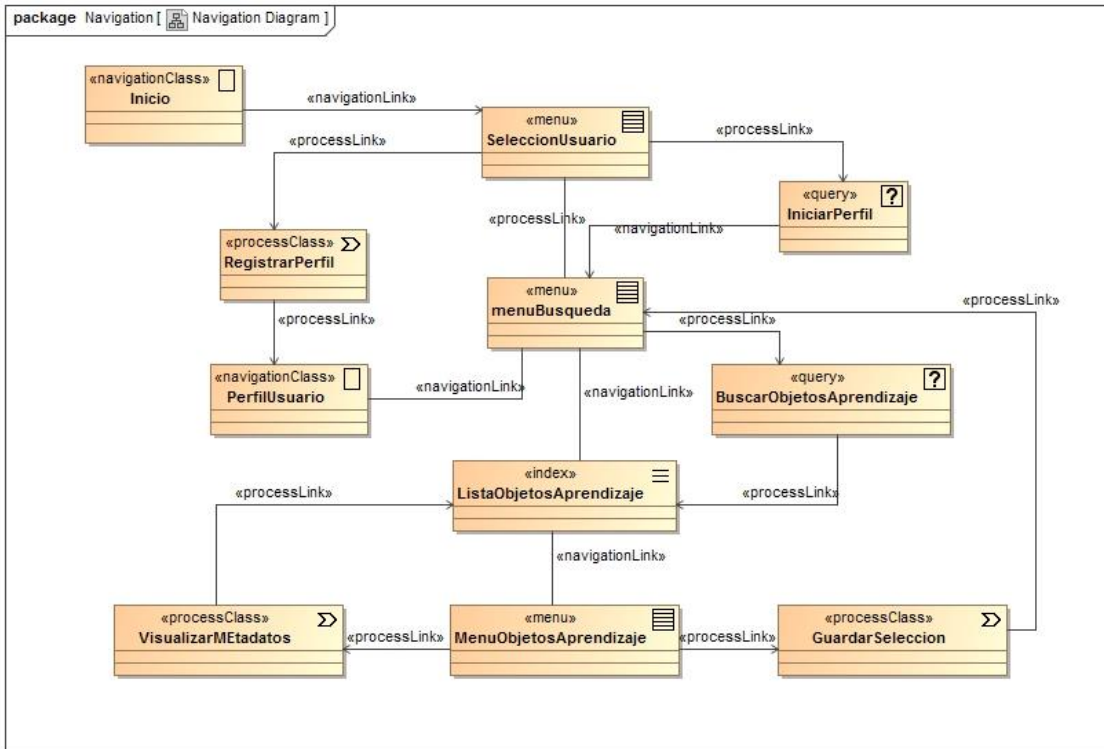 package Navigation [ Navigation Diagram ]
«navigationClass»
Inicio
«navigationLink»
«menu»
SeleccionUsuario
«processLink»
«processLink»
«query»
IniciarPerfil
«processLink»
«navigationLink»
«processClass»
RegistrarPerfil
«menu»
menuBusqueda
«processLink»
«processLink»
«processLink»
«navigationClass»
PerfilUsuario
«navigationLink»
«navigationLink»
«query»
BuscarObjetosAprendizaje
«index»
ListaObjetosAprendizaje
«processLink»
«processLink»
«navigationLink»
«processClass»
VisualizarMEtadatos
«processLink»
«menu»
MenuObjetosAprendizaje
«processLink»
«processClass»
GuardarSeleccion